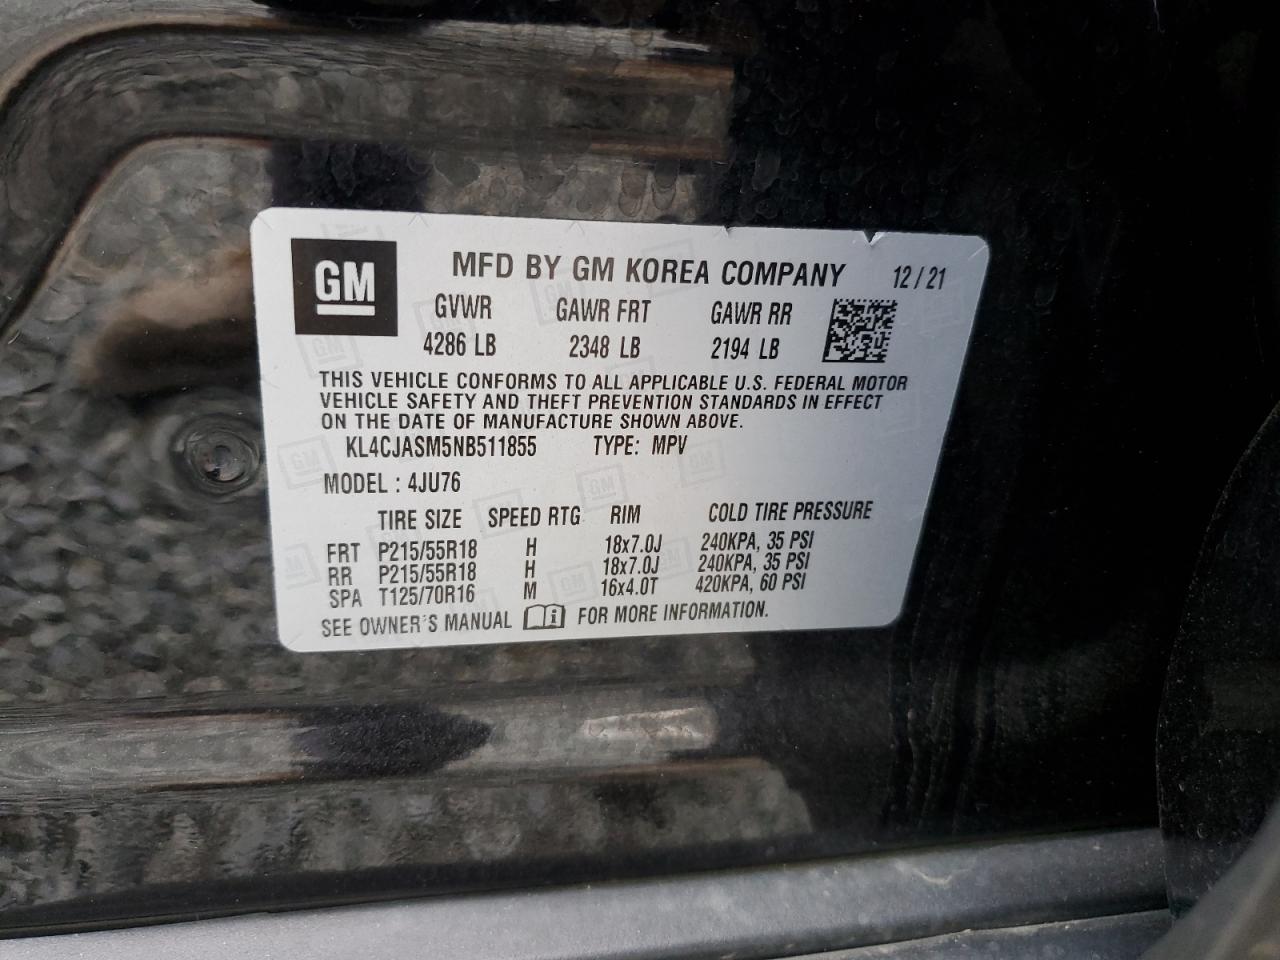 GM MFD BY GM KOREA COMPANY 12/21
GVWR GAWR FRT GAWR RR
4286 LB 2348 LB 2194 LB
THIS VEHICLE CONFORMS TO ALL APPLICABLE U.S. FEDERAL MOTOR
VEHICLE SAFETY AND THEFT PREVENTION STANDARDS IN EFFECT
ON THE DATE OF MANUFACTURE SHOWN ABOVE.
KL4CJASM5NB511855 TYPE: MPV
MODEL : 4JU76
TIRE SIZE SPEED RTG RIM COLD TIRE PRESSURE
FRT P215/55R18 H 18x7.0J 240KPA, 35 PSI
RR P215/55R18 H 18x7.0J 240KPA, 35 PSI
SPA T125/70R16 M 16x4.0T 420KPA, 60 PSI
SEE OWNER'S MANUAL i FOR MORE INFORMATION.